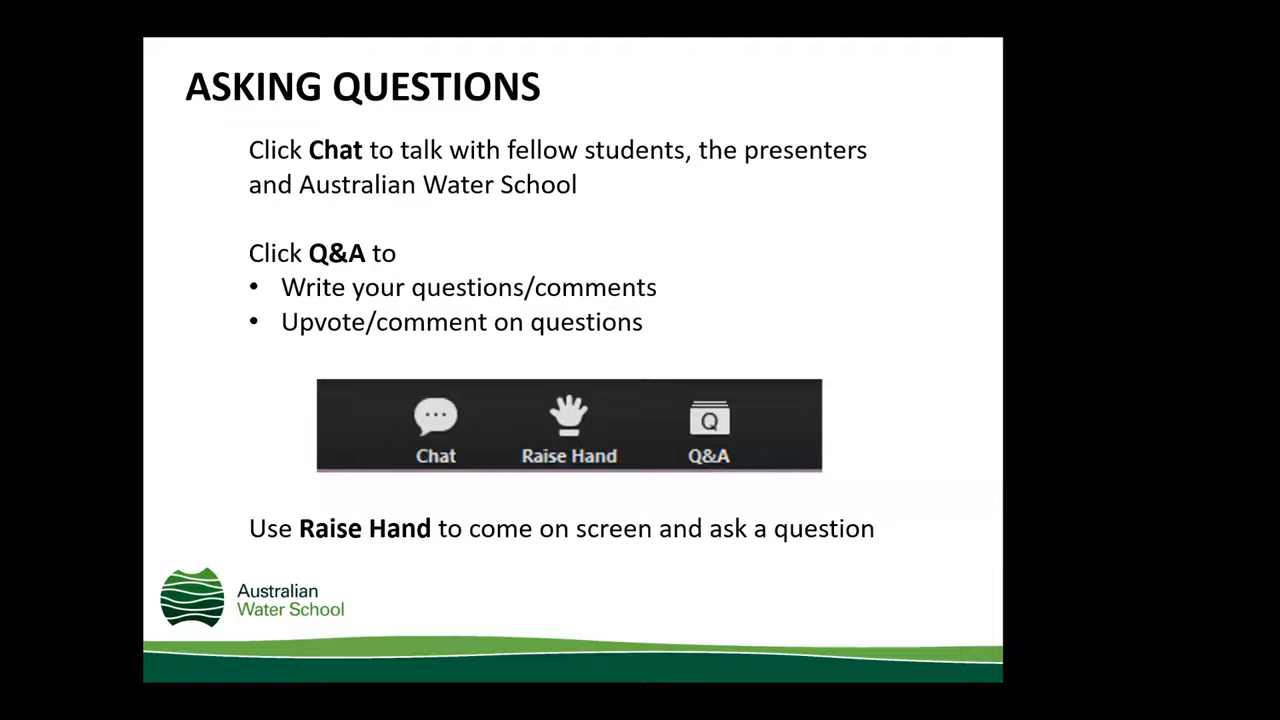 ASKING QUESTIONS
Click Chat to talk with fellow students, the presenters
and Australian Water School
Click Q&A to
• Write your questions/comments
• Upvote/comment on questions
Q
Chat Raise Hand Q&A
Use Raise Hand to come on screen and ask a question
Australian
Water School